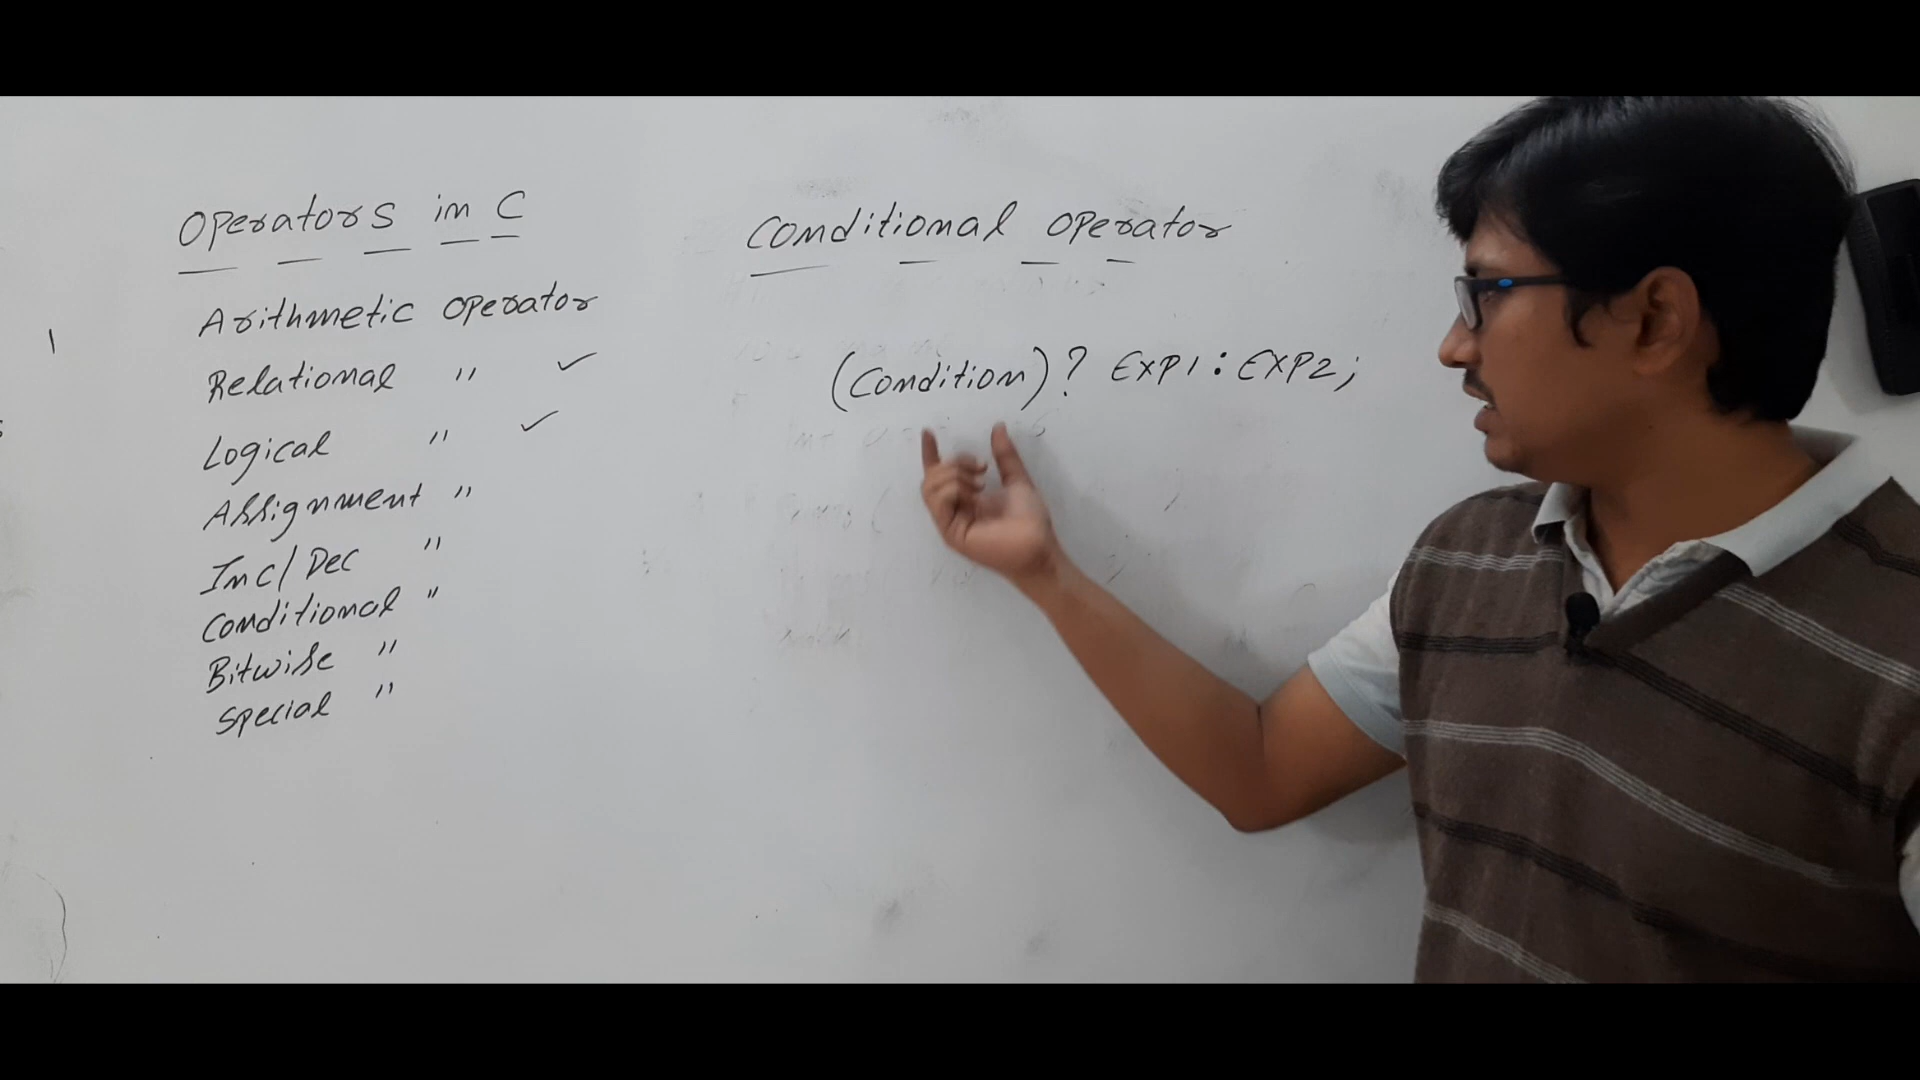 Operators in C
Arithmetic Operator
Relational " ✓
Logical " ✓
Assignment "
Inc/Dec "
Conditional "
Bitwise "
Special "
Conditional Operator
(Condition) ? EXP1 : EXP2;